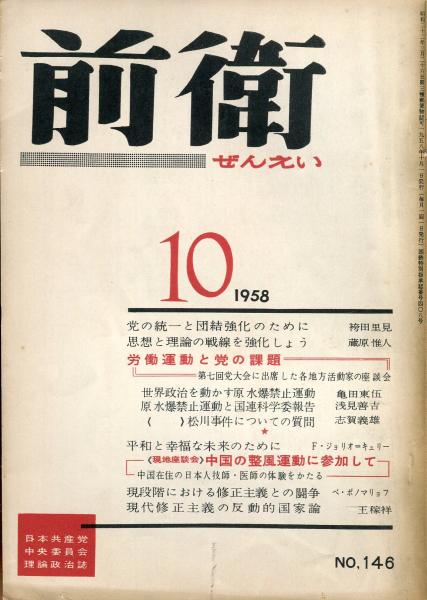 前衛
ぜんえい
10
1958
党の統一と団結強化のために 袴田里見
思想と理論の戦線を強化しよう 蔵原惟人
労働運動と党の課題
第七回党大会に出席した各地方活動家の座談会
世界政治を動かす原水爆禁止運動 亀田東伍
原水爆禁止運動と国連科学委報告 浅見善吉
( )松川事件についての質問 志賀義雄
★
平和と幸福な未来のために F・ジョリオ=キュリー
《現地座談会》中国の整風運動に参加して
中国在住の日本人技師・医師の体験をかたる
現段階における修正主義との闘争 ベ・ポノマリョフ
現代修正主義の反動的国家論 王稼祥
日本共産党
中央委員会
理論政治誌
NO,146